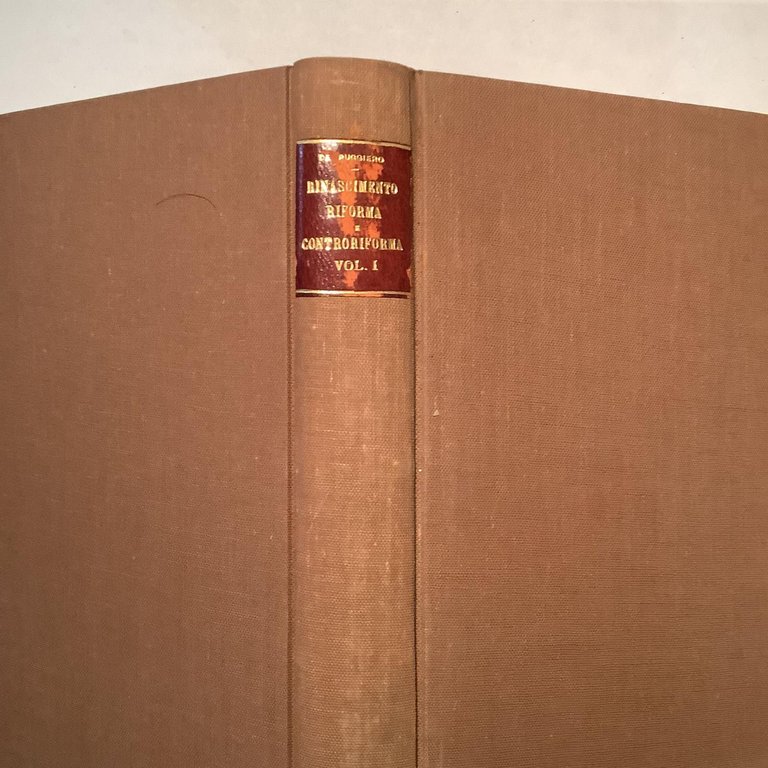 DE RUGGIERO
RINASCIMENTO
RIFORMA
E
CONTRORIFORMA
VOL. I